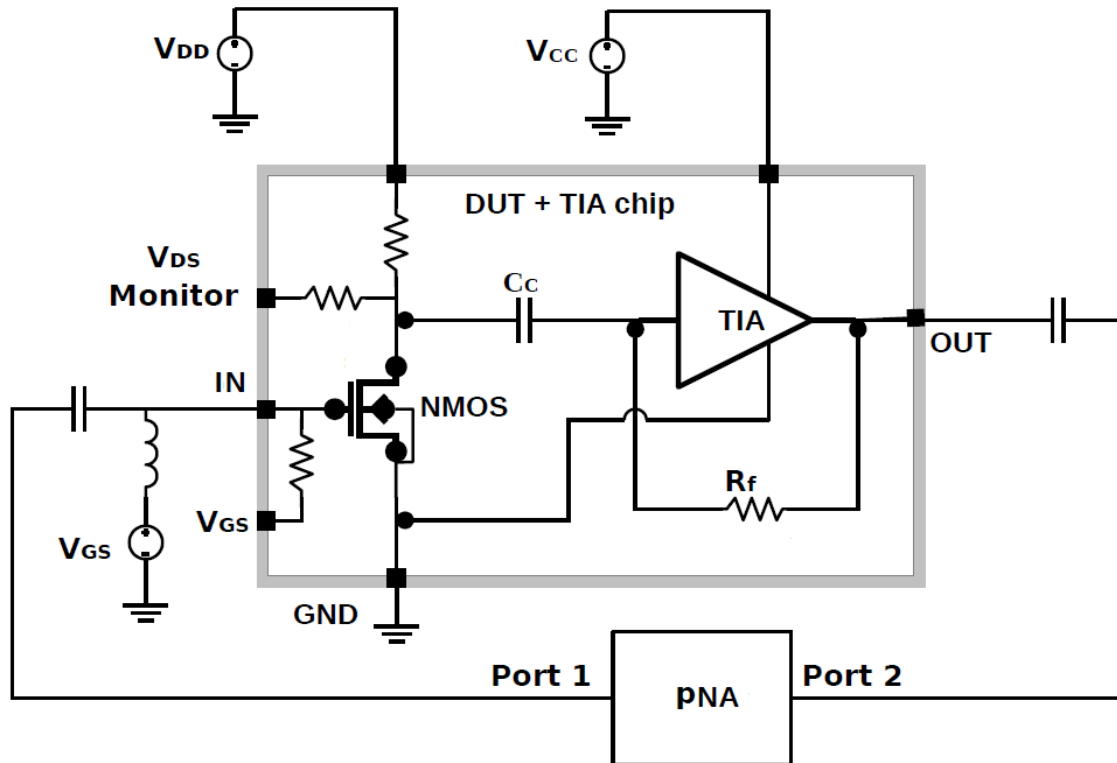 VDD
VCC
DUT + TIA chip
VDS
Monitor
CC
TIA
OUT
IN
NMOS
Rf
VGS
VGS
GND
Port 1
pNA
Port 2